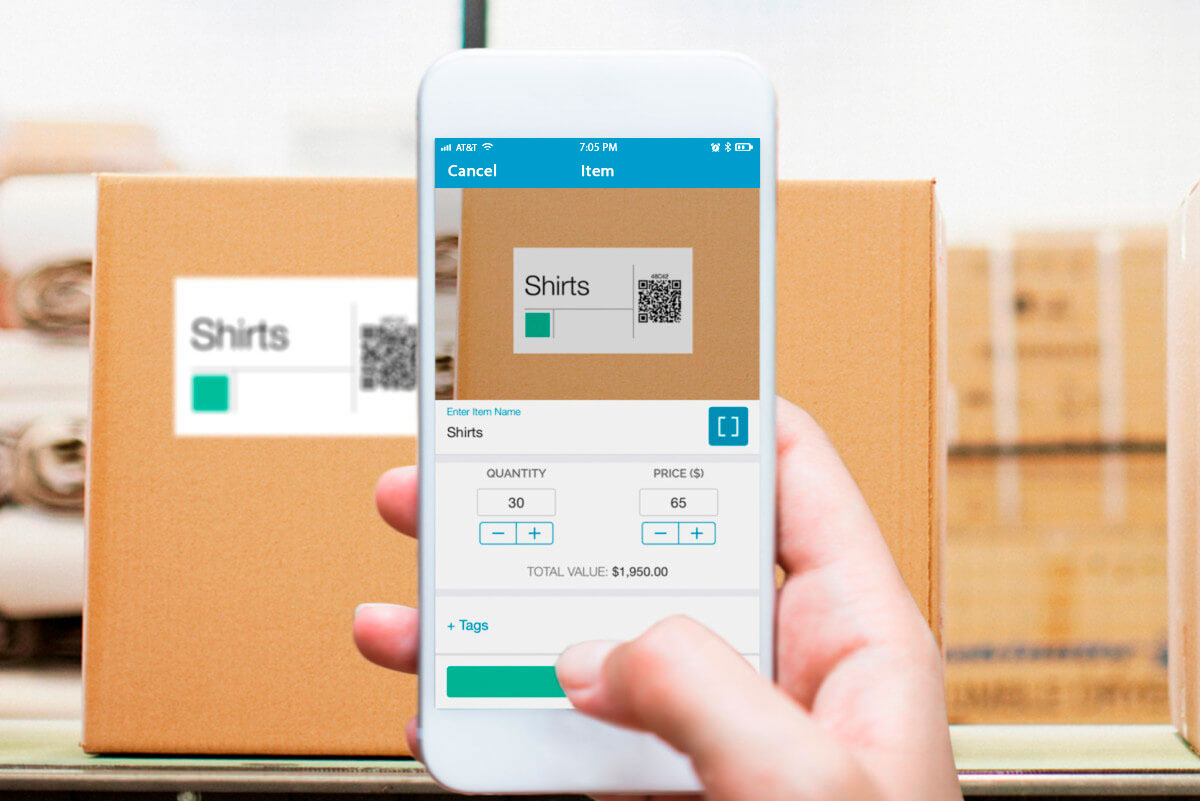 AT&T 7:05 PM
Cancel Item
Shirts
48C42
Shirts
Enter Item Name
Shirts
QUANTITY PRICE ($)
30 65
− + − +
TOTAL VALUE: $1,950.00
+ Tags